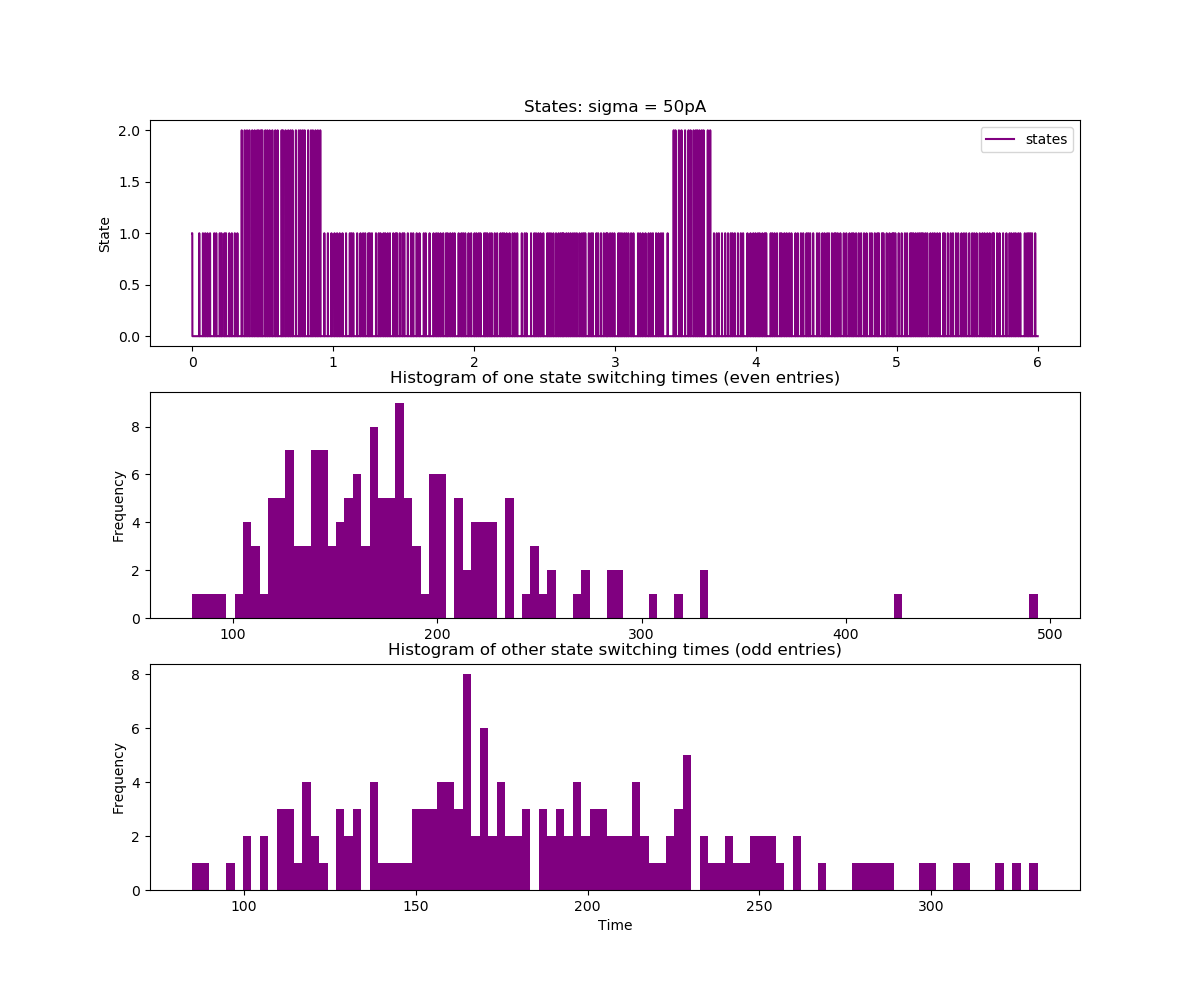 States: sigma = 50pA
2.0
1.5
1.0
0.5
0.0
State
states
0 1 2 3 4 5 6
Histogram of one state switching times (even entries)
8
6
4
2
0
Frequency
100 200 300 400 500
Histogram of other state switching times (odd entries)
8
6
4
2
0
Frequency
100 150 200 250 300
Time